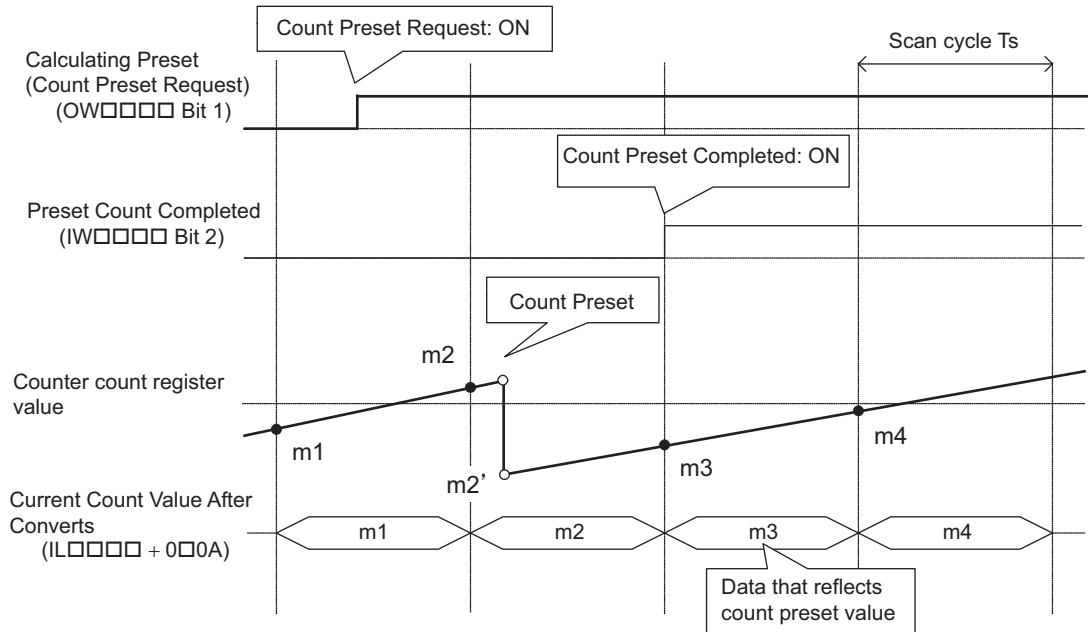 Count Preset Request: ON
Scan cycle Ts
Calculating Preset
(Count Preset Request)
(OW□□□□ Bit 1)
Count Preset Completed: ON
Preset Count Completed
(IW□□□□ Bit 2)
Count Preset
m2
Counter count register
value
m1
m2’
m3
m4
Current Count Value After
Converts
(IL□□□□ + 0□0A)
m1
m2
m3
m4
Data that reflects
count preset value